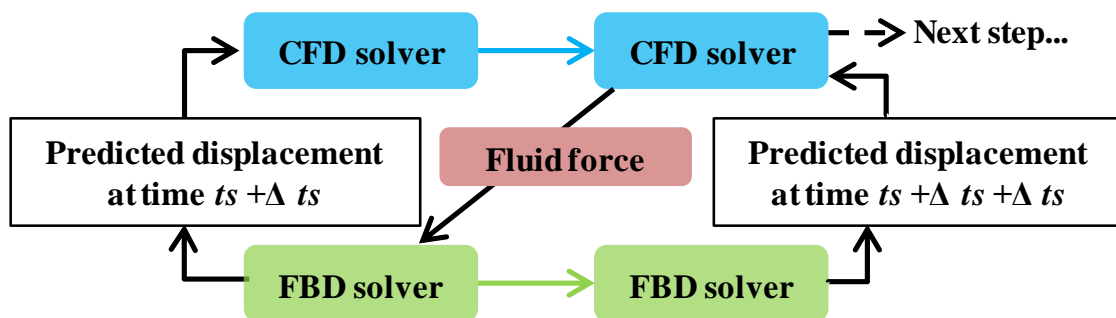 CFD solver
CFD solver
Next step...
Predicted displacement
at time ts +Δ ts
Fluid force
Predicted displacement
at time ts +Δ ts +Δ ts
FBD solver
FBD solver